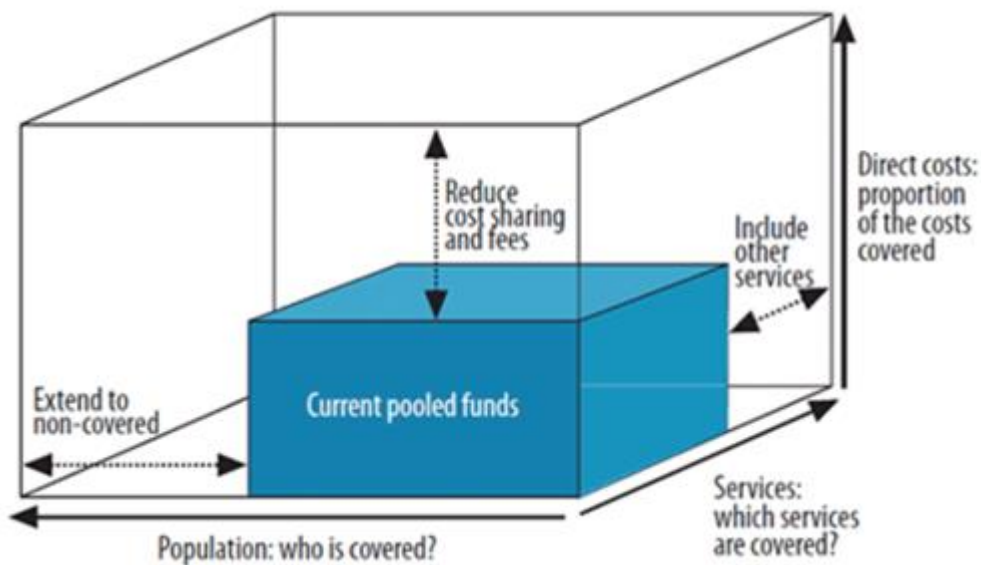 Reduce
cost sharing
and fees
Include
other
services
Direct costs:
proportion
of the costs
covered
Extend to
non-covered
Current pooled funds
Services:
which services
are covered?
Population: who is covered?